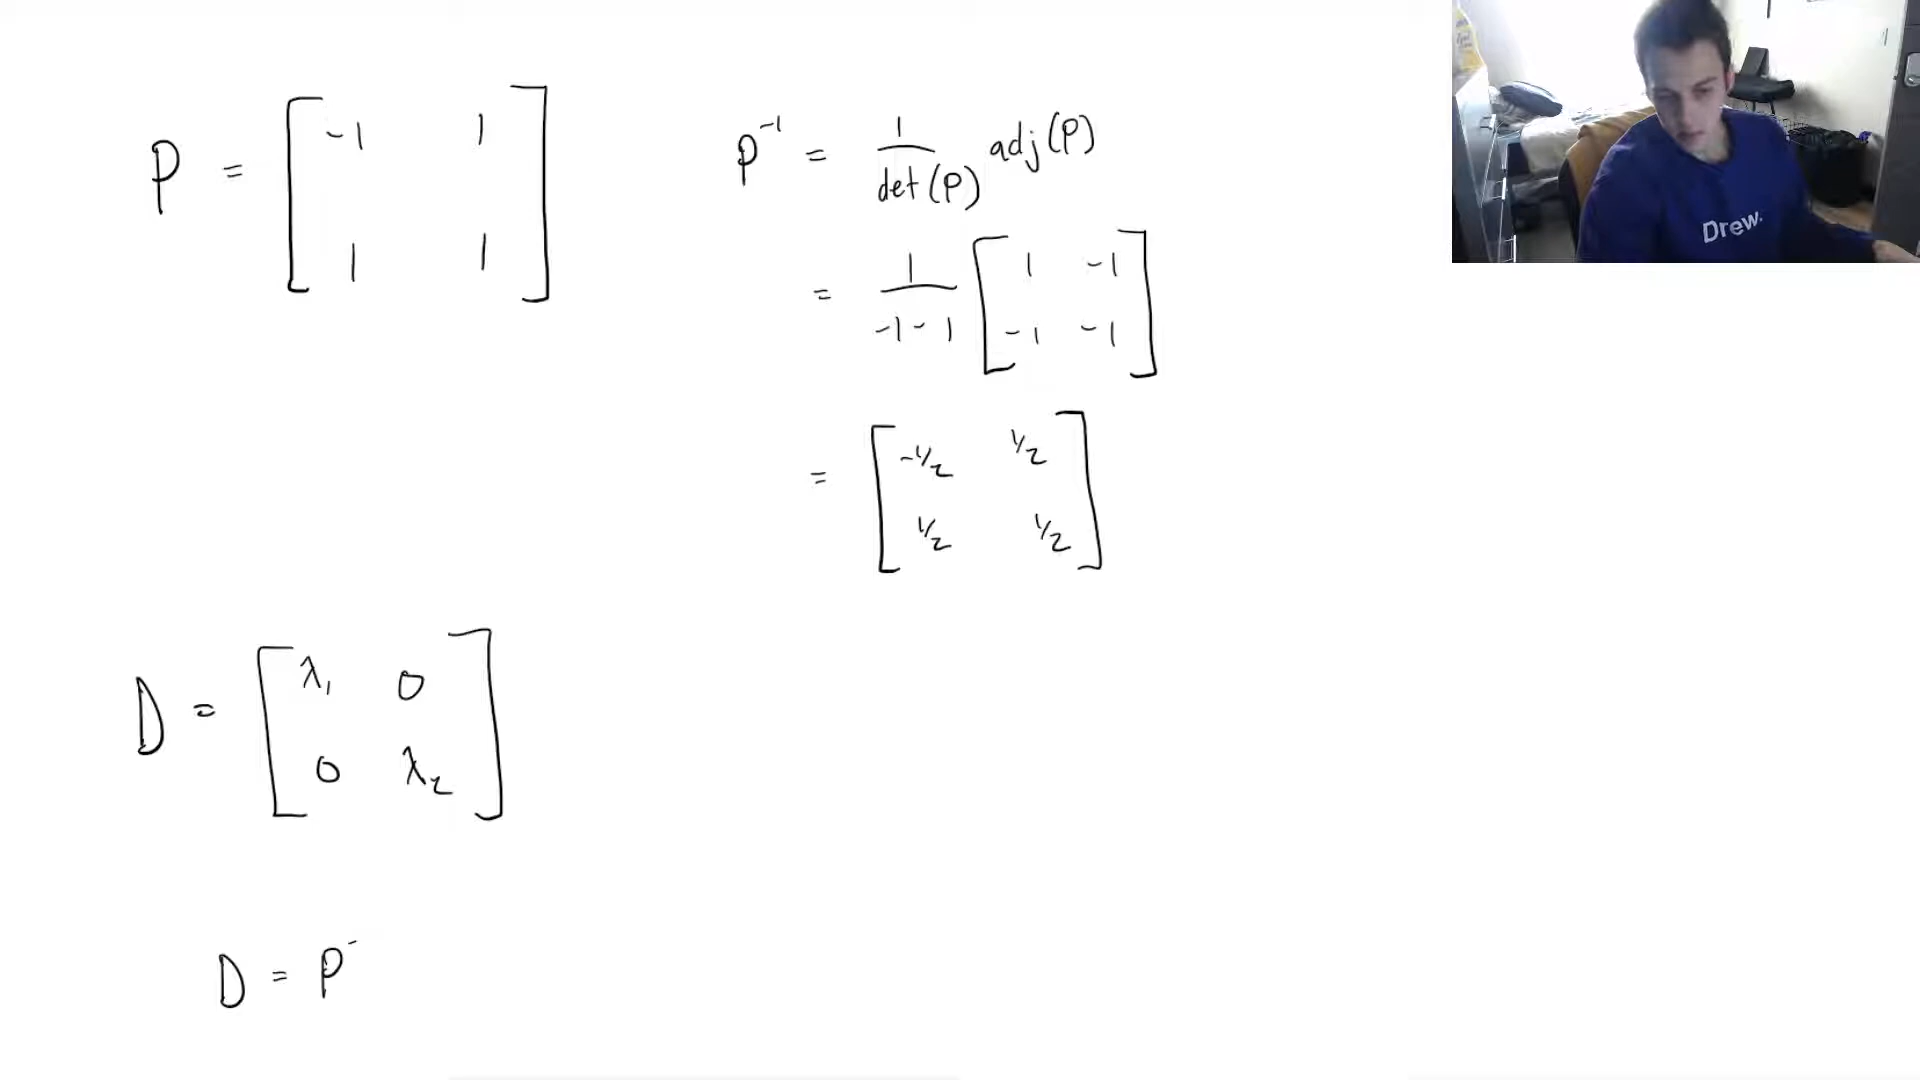 P = [ -1 1
1 1 ]
P⁻¹ = 1/det(P) adj(P)
= 1/-1-1 [ 1 -1
-1 -1 ]
= [ -1/2 1/2
1/2 1/2 ]
D = [ λ₁ 0
0 λ₂ ]
D = P⁻
Drew.